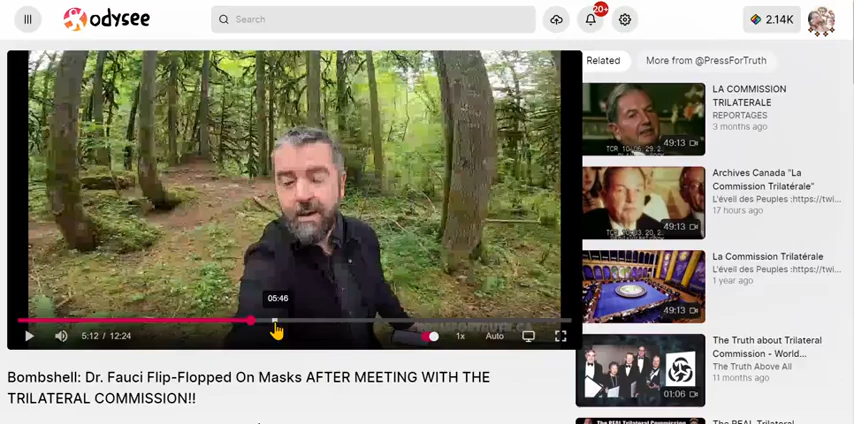 odysee
Search
20+
2.14K
Related
More from @PressForTruth
05:46
5:12 / 12:24
1x
Auto
Bombshell: Dr. Fauci Flip-Flopped On Masks AFTER MEETING WITH THE
TRILATERAL COMMISSION!!
LA COMMISSION
TRILATERALE
REPORTAGES
3 months ago
49:13
Archives Canada "La
Commission Trilatérale"
L'éveil des Peuples :https://twi...
17 hours ago
49:13
La Commission Trilatérale
L'éveil des Peuples :https://twi...
1 year ago
49:13
The Truth about Trilateral
Commission - World...
The Truth Above All
11 months ago
01:06
The REAL Trilateral